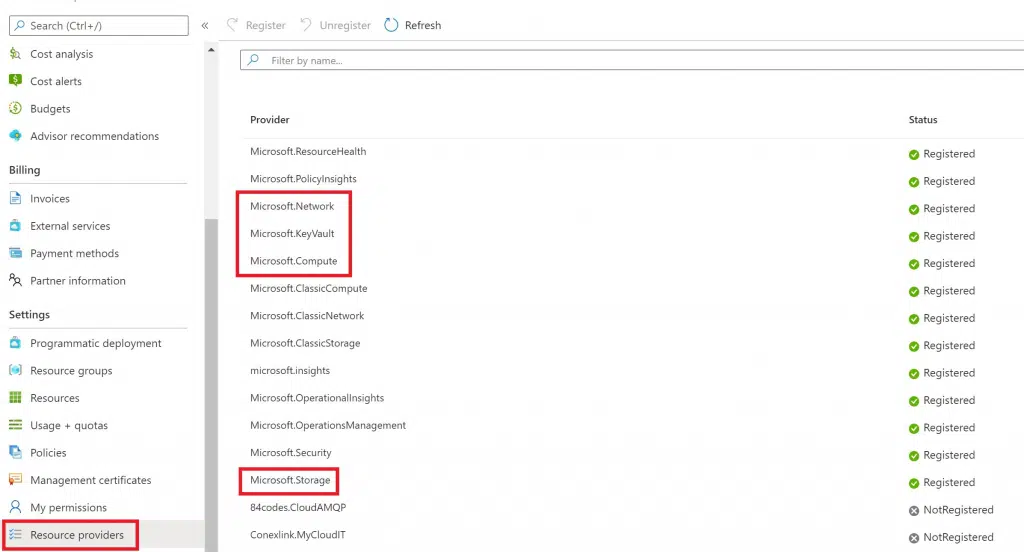 Search (Ctrl+/)
«
Register
Unregister
Refresh
Cost analysis
Cost alerts
Budgets
Advisor recommendations
Billing
Invoices
External services
Payment methods
Partner information
Settings
Programmatic deployment
Resource groups
Resources
Usage + quotas
Policies
Management certificates
My permissions
Resource providers
Filter by name...
Provider Status
Microsoft.ResourceHealth Registered
Microsoft.PolicyInsights Registered
Microsoft.Network Registered
Microsoft.KeyVault Registered
Microsoft.Compute Registered
Microsoft.ClassicCompute Registered
Microsoft.ClassicNetwork Registered
Microsoft.ClassicStorage Registered
microsoft.insights Registered
Microsoft.OperationalInsights Registered
Microsoft.OperationsManagement Registered
Microsoft.Security Registered
Microsoft.Storage Registered
84codes.CloudAMQP NotRegistered
Conexlink.MyCloudIT NotRegistered